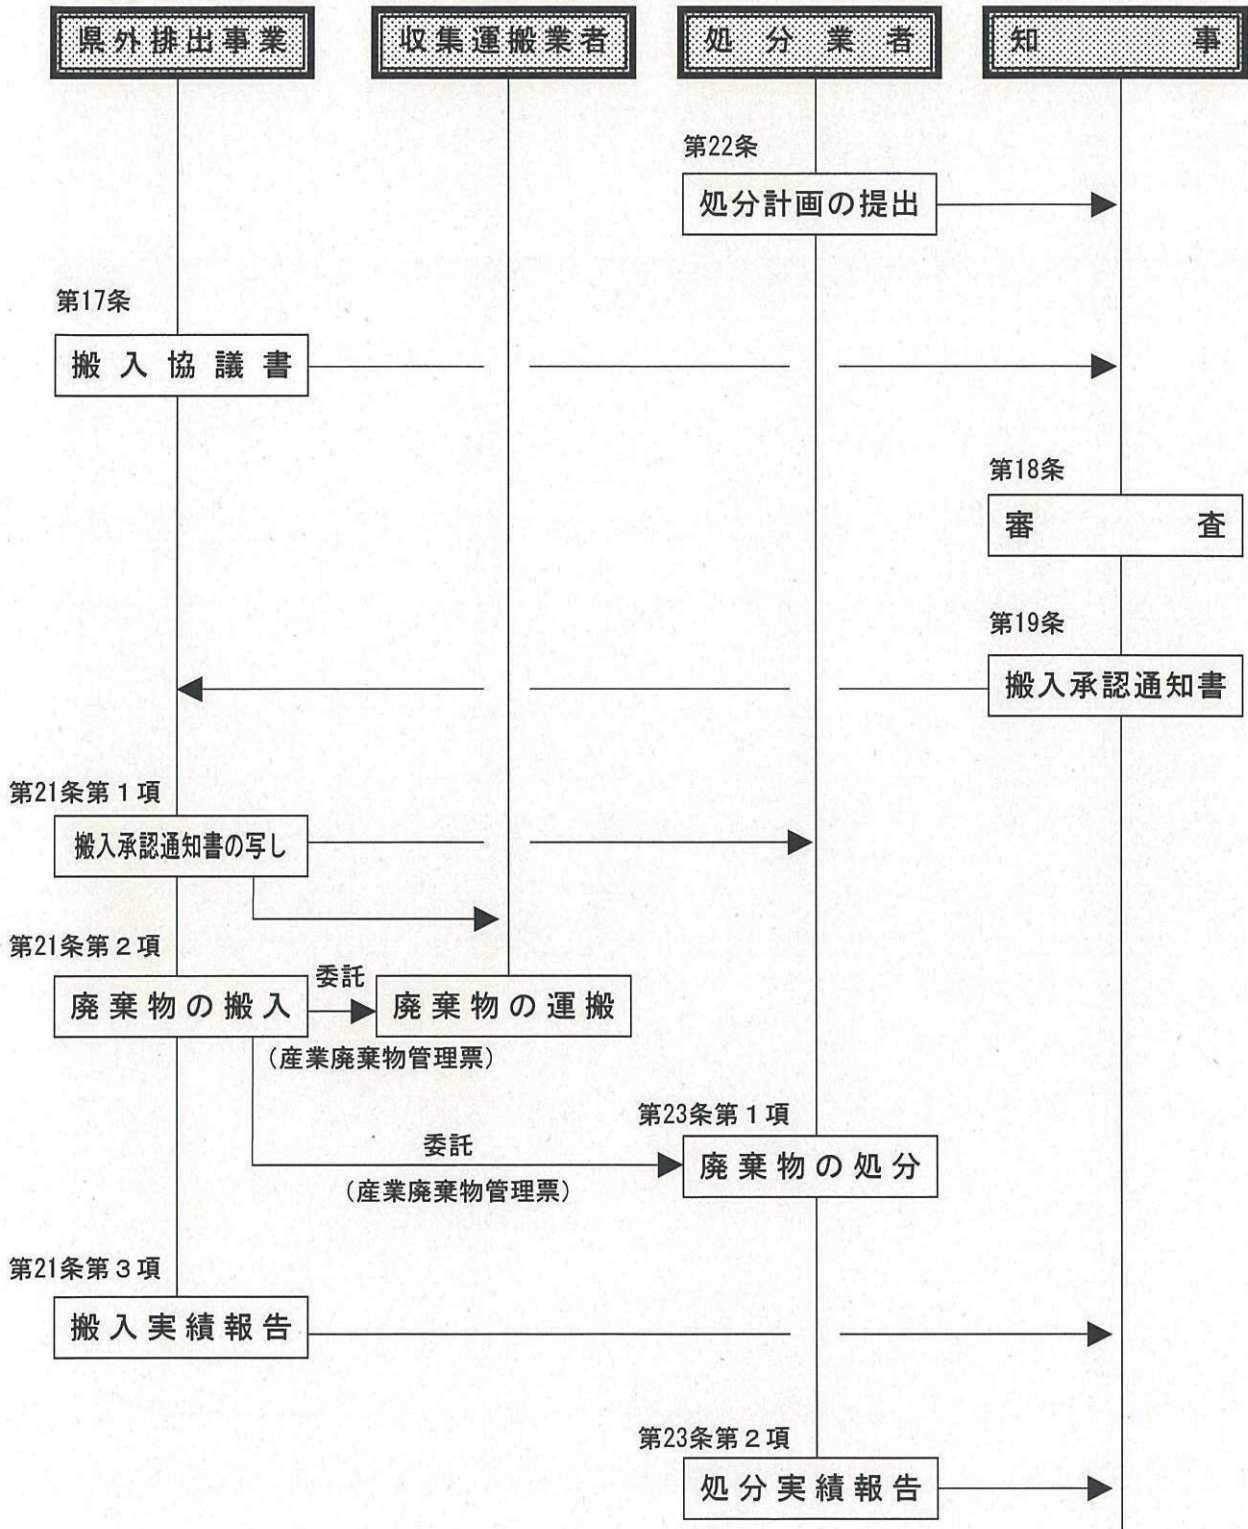 県外排出事業 収集運搬業者 処分業者 知事
第22条
処分計画の提出
第17条
搬入協議書
第18条
審査
第19条
搬入承認通知書
第21条第1項
搬入承認通知書の写し
第21条第2項
委託
廃棄物の搬入 廃棄物の運搬
(産業廃棄物管理票)
第23条第1項
委託
廃棄物の処分
(産業廃棄物管理票)
第21条第3項
搬入実績報告
第23条第2項
処分実績報告